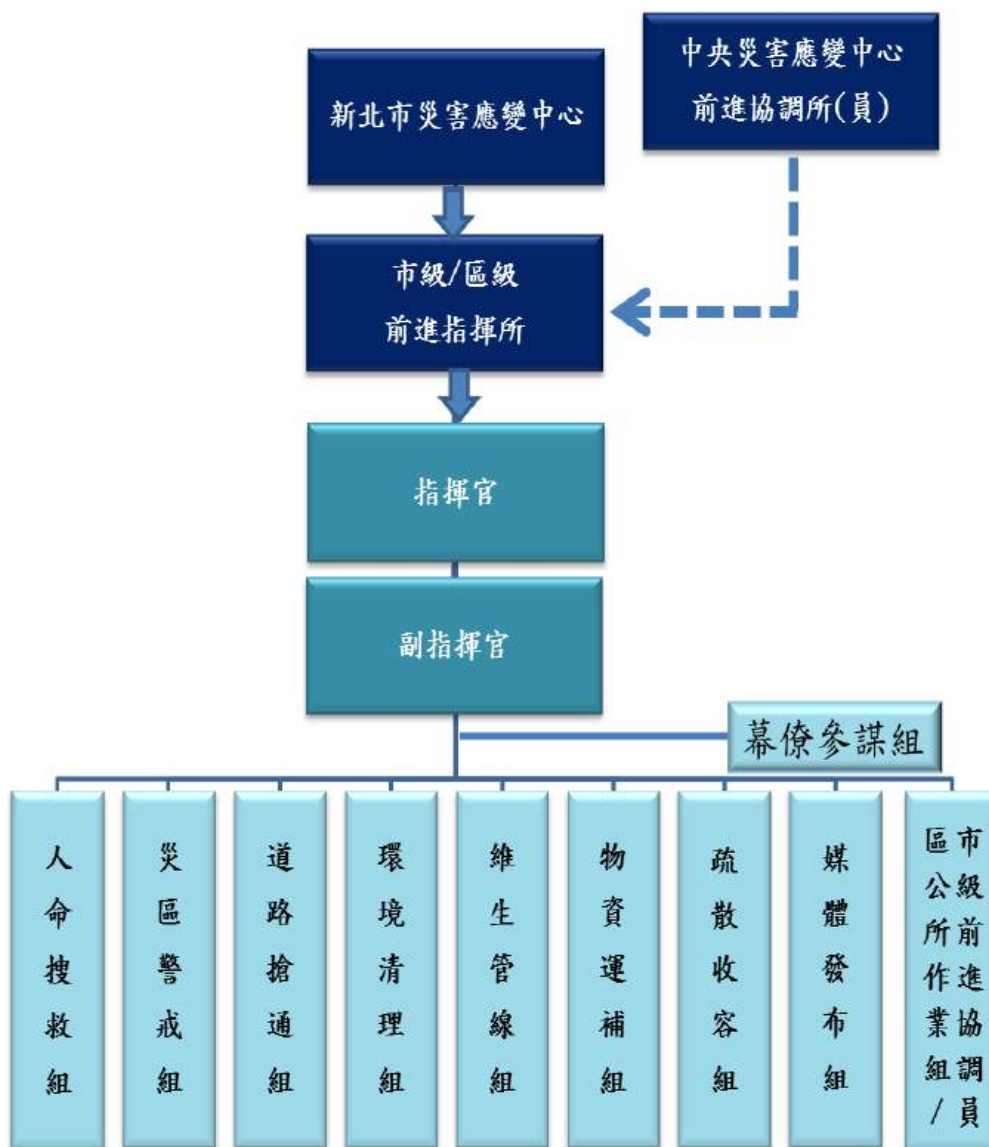 新北市災害應變中心
中央災害應變中心
前進協調所(員)
市級/區級
前進指揮所
指揮官
副指揮官
幕僚參謀組
人命搜救組
災區警戒組
道路搶通組
環境清理組
維生管線組
物資運補組
疏散收容組
媒體發布組
區公所作業組/
市級前進協調員